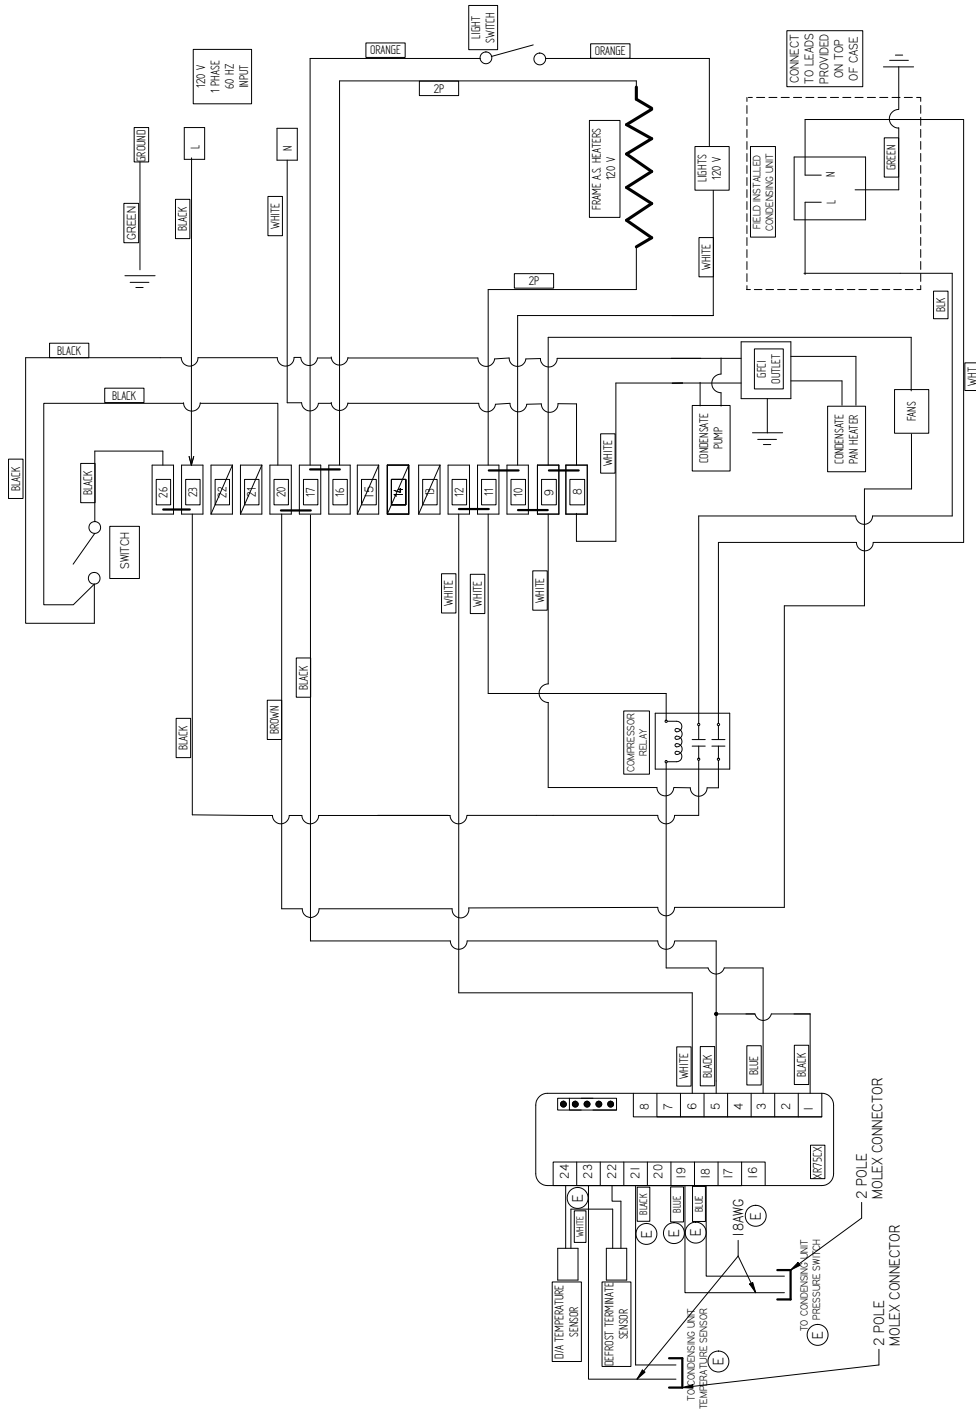 120 V
1 PHASE
60 HZ
INPUT
GROUND
L
N
GREEN
BLACK
WHITE
ORANGE
LIGHT
SWITCH
ORANGE
2P
FRAME A.S. HEATERS
120 V
LIGHTS
120 V
WHITE
2P
CONNECT
TO LEADS
PROVIDED
ON TOP
OF CASE
FIELD INSTALLED
CONDENSING UNIT
L
N
GREEN
BLK
WHT
BLACK
BLACK
BLACK
BLACK
SWITCH
26
23
22
21
20
17
16
15
14
13
12
11
10
9
8
WHITE
CONDENSATE
PUMP
GFCI
OUTLET
CONDENSATE
PAN HEATER
FANS
WHITE
WHITE
WHITE
BLACK
BROWN
BLACK
COMPRESSOR
RELAY
WHITE
BLACK
BLUE
BLACK
8
7
6
5
4
3
2
1
24
23
22
21
20
19
18
17
16
XR75CX
E
WHITE
BLACK
BLUE
BLUE
E
E
E
18AWG
E
D/A TEMPERATURE
SENSOR
DEFROST TERMINATE
SENSOR
TO CONDENSING UNIT
TEMPERATURE SENSOR
E
TO CONDENSING UNIT
PRESSURE SWITCH
E
2 POLE
MOLEX CONNECTOR
2 POLE
MOLEX CONNECTOR